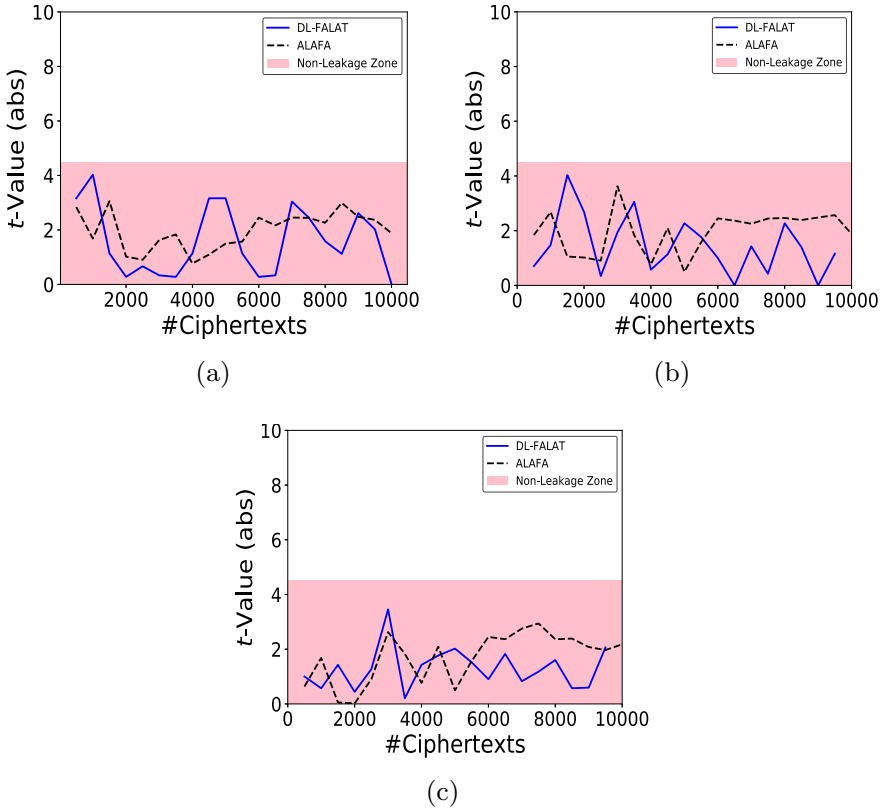 10
8
6
4
2
0
t-Value (abs)
DL-FALAT
ALAFA
Non-Leakage Zone
2000 4000 6000 8000 10000
#Ciphertexts
(a)
10
8
6
4
2
0
t-Value (abs)
DL-FALAT
ALAFA
Non-Leakage Zone
0 2000 4000 6000 8000 10000
#Ciphertexts
(b)
10
8
6
4
2
0
t-Value (abs)
DL-FALAT
ALAFA
Non-Leakage Zone
0 2000 4000 6000 8000 10000
#Ciphertexts
(c)